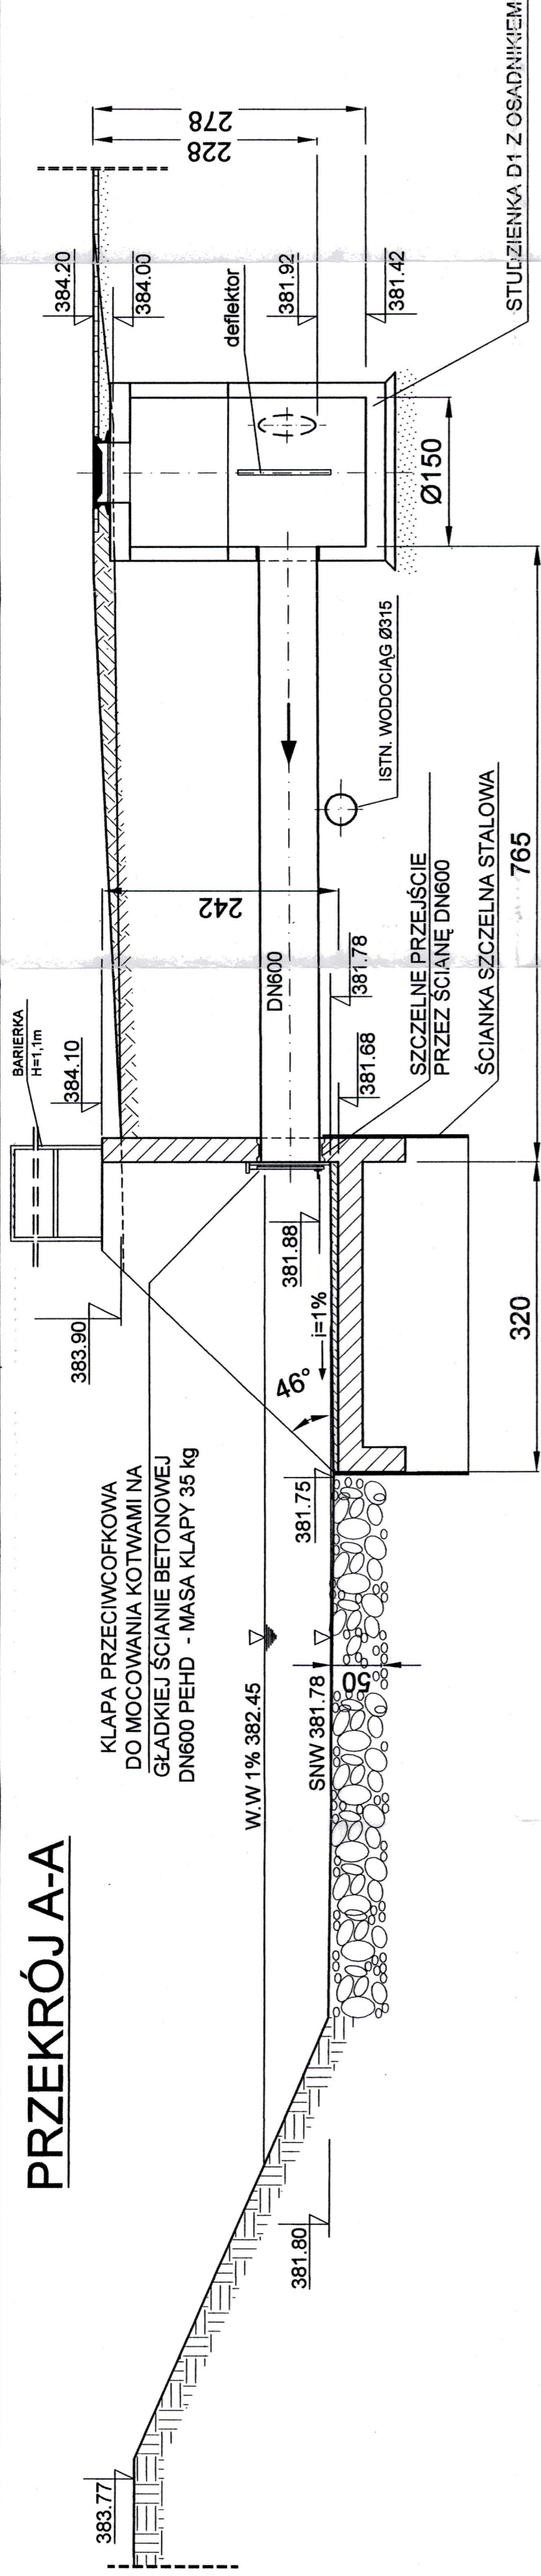 PRZEKRÓJ A-A
KLAPA PRZECIWCOFKOWA
DO MOCOWANIA KOTWAMI NA
GŁADKIEJ ŚCIANIE BETONOWEJ
DN600 PEHD - MASA KLAPY 35 kg
BARIERKA
H=1,1m
383.77
381.80
W.W 1% 382.45
SNW 381.78
50
381.75
46°
i=1%
383.90
381.88
384.10
242
DN600
381.78
381.68
SZCZELNE PRZEJŚCIE
PRZEZ ŚCIANĘ DN600
ŚCIANKA SZCZELNA STALOWA
ISTN. WODOCIĄG Ø315
320
765
Ø150
deflektor
384.20
384.00
381.92
381.42
228
278
STUDZIENKA D1 Z OSADNIKIEM